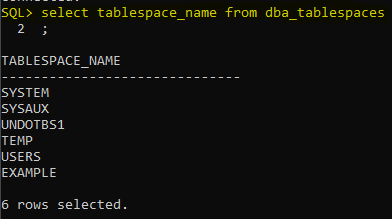 SQL> select tablespace_name from dba_tablespaces
  2  ;
TABLESPACE_NAME
------------------------------
SYSTEM
SYSAUX
UNDOTBS1
TEMP
USERS
EXAMPLE
6 rows selected.